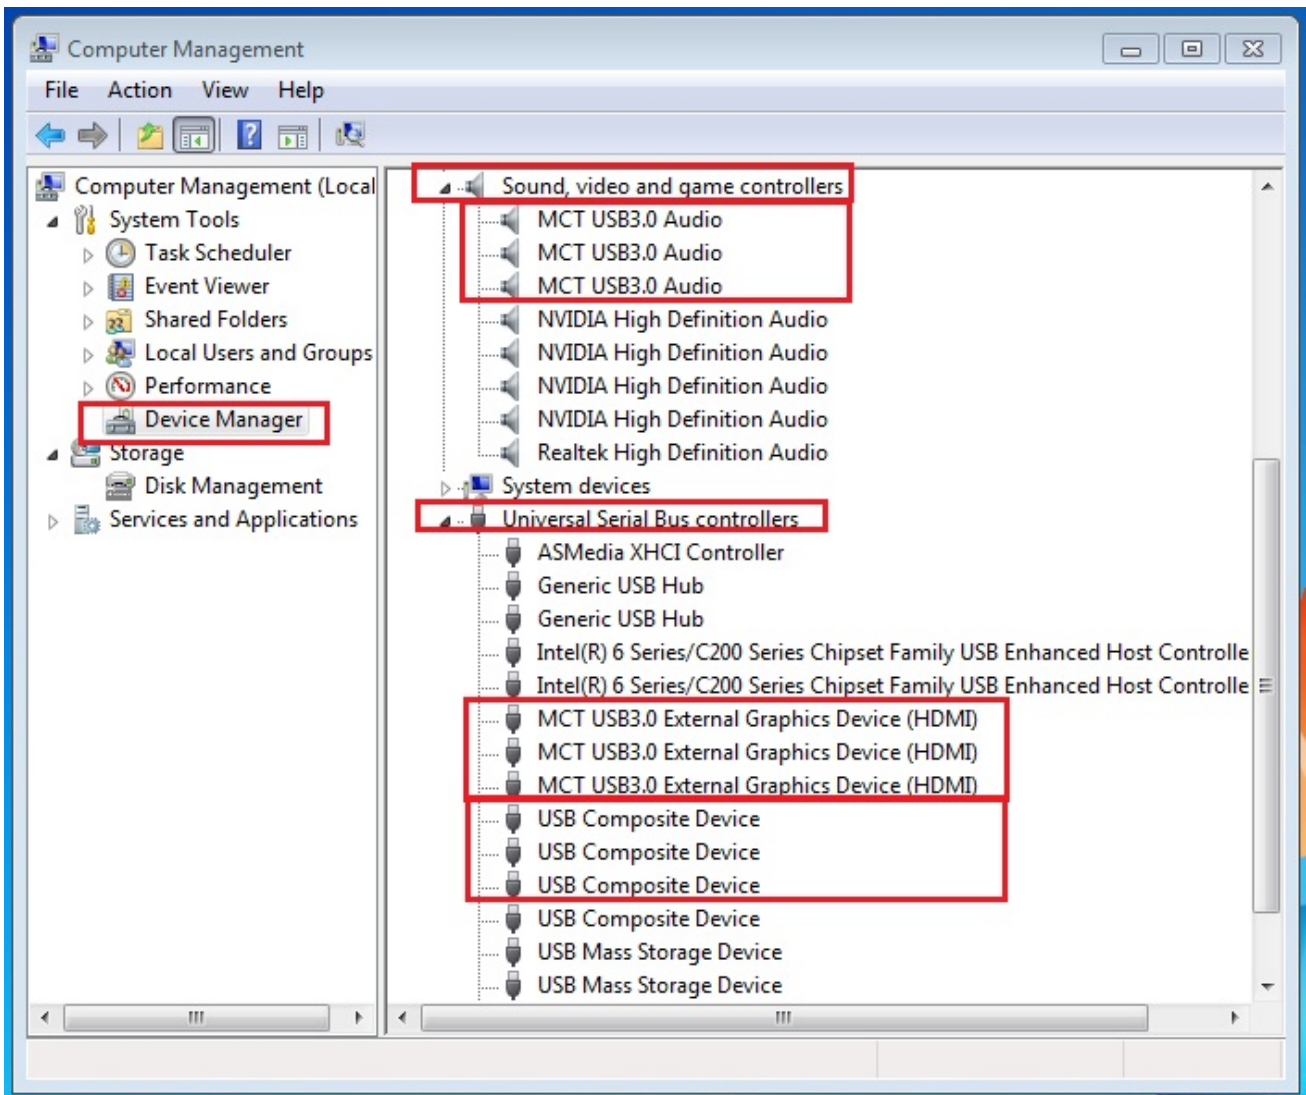 Computer Management
File Action View Help
Computer Management (Local
System Tools
Task Scheduler
Event Viewer
Shared Folders
Local Users and Groups
Performance
Device Manager
Storage
Disk Management
Services and Applications
Sound, video and game controllers
MCT USB3.0 Audio
MCT USB3.0 Audio
MCT USB3.0 Audio
NVIDIA High Definition Audio
NVIDIA High Definition Audio
NVIDIA High Definition Audio
NVIDIA High Definition Audio
Realtek High Definition Audio
System devices
Universal Serial Bus controllers
ASMedia XHCI Controller
Generic USB Hub
Generic USB Hub
Intel(R) 6 Series/C200 Series Chipset Family USB Enhanced Host Controlle
Intel(R) 6 Series/C200 Series Chipset Family USB Enhanced Host Controlle
MCT USB3.0 External Graphics Device (HDMI)
MCT USB3.0 External Graphics Device (HDMI)
MCT USB3.0 External Graphics Device (HDMI)
USB Composite Device
USB Composite Device
USB Composite Device
USB Composite Device
USB Mass Storage Device
USB Mass Storage Device